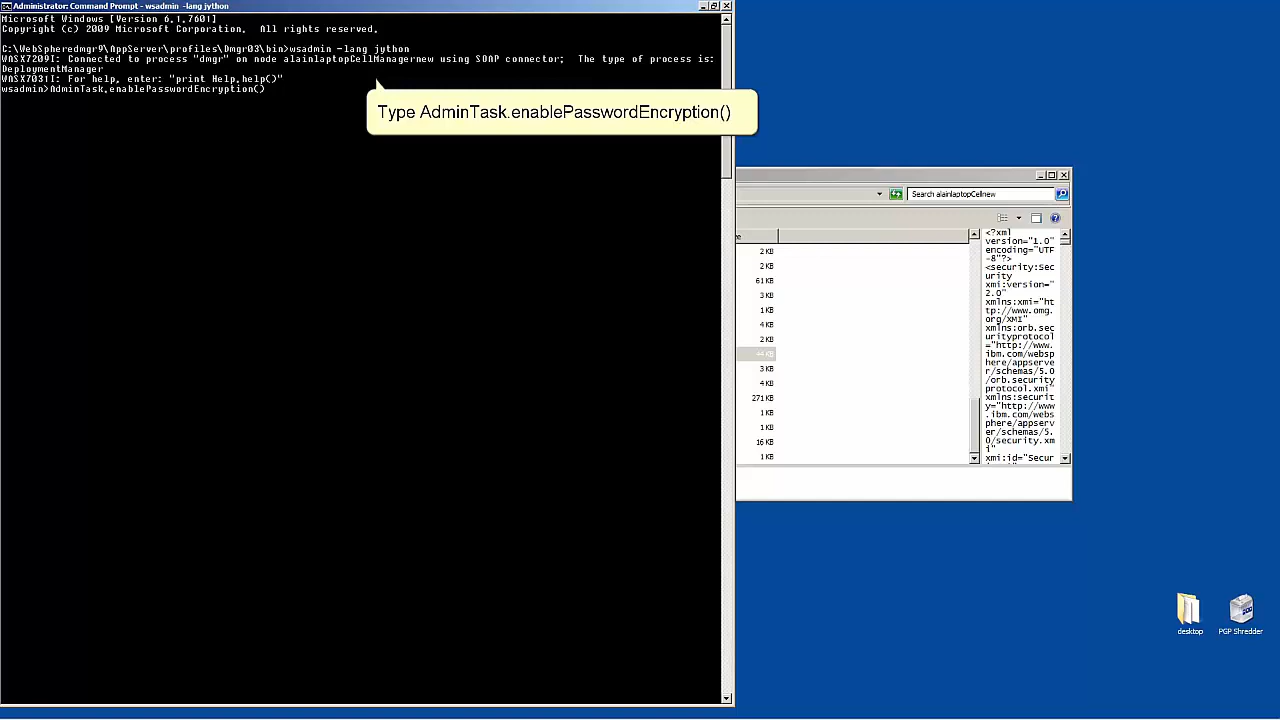 Administrator: Command Prompt - wsadmin -lang jython
Microsoft Windows [Version 6.1.7601]
Copyright (c) 2009 Microsoft Corporation. All rights reserved.
C:\WebSpheredmgr9\AppServer\profiles\Dmgr03\bin>wsadmin -lang jython
WASX7209I: Connected to process "dmgr" on node alainlaptopCellManagernew using SOAP connector; The type of process is:
DeploymentManager
WASX7031I: For help, enter: "print Help.help()"
wsadmin>AdminTask.enablePasswordEncryption()
Type AdminTask.enablePasswordEncryption()
Search alainlaptopCellnew
2 KB
2 KB
61 KB
3 KB
1 KB
4 KB
2 KB
44 KB
3 KB
4 KB
271 KB
1 KB
1 KB
16 KB
1 KB
<?xml
version="1.0"
encoding="UTF
-8"?>
<security:Sec
urity
xmi:version="
2.0"
xmlns:xmi="ht
tp://www.omg.
org/XMI"
xmlns:orb.sec
urityprotocol
="http://www.
ibm.com/websp
here/appserve
r/schemas/5.0
/orb.security
protocol.xmi"
xmlns:securit
y="http://www
.ibm.com/webs
phere/appserv
er/schemas/5.
0/security.xm
i"
xmi:id="Secur
desktop
PGP Shredder